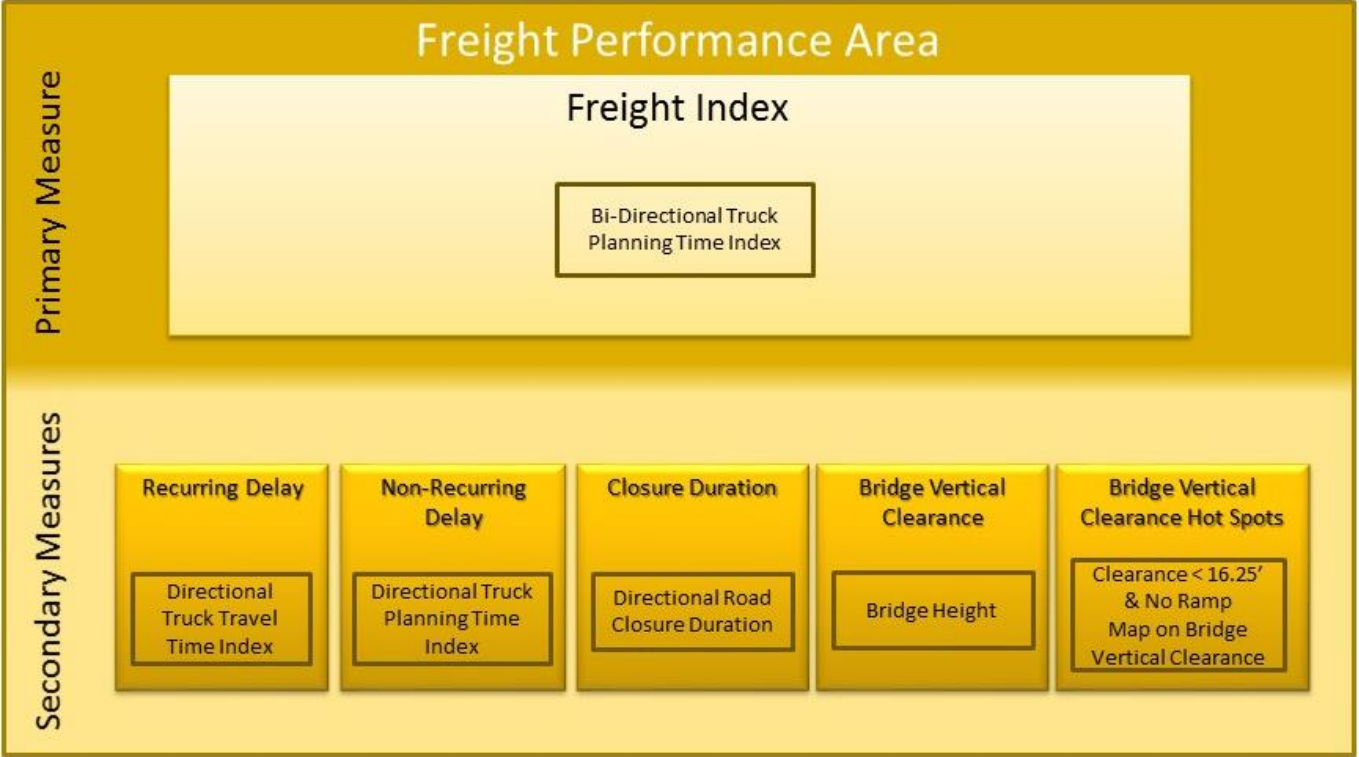 Freight Performance Area
Primary Measure
Freight Index
Bi-Directional Truck
Planning Time Index
Secondary Measures
Recurring Delay
Directional
Truck Travel
Time Index
Non-Recurring
Delay
Directional Truck
Planning Time
Index
Closure Duration
Directional Road
Closure Duration
Bridge Vertical
Clearance
Bridge Height
Bridge Vertical
Clearance Hot Spots
Clearance < 16.25’
& No Ramp
Map on Bridge
Vertical Clearance